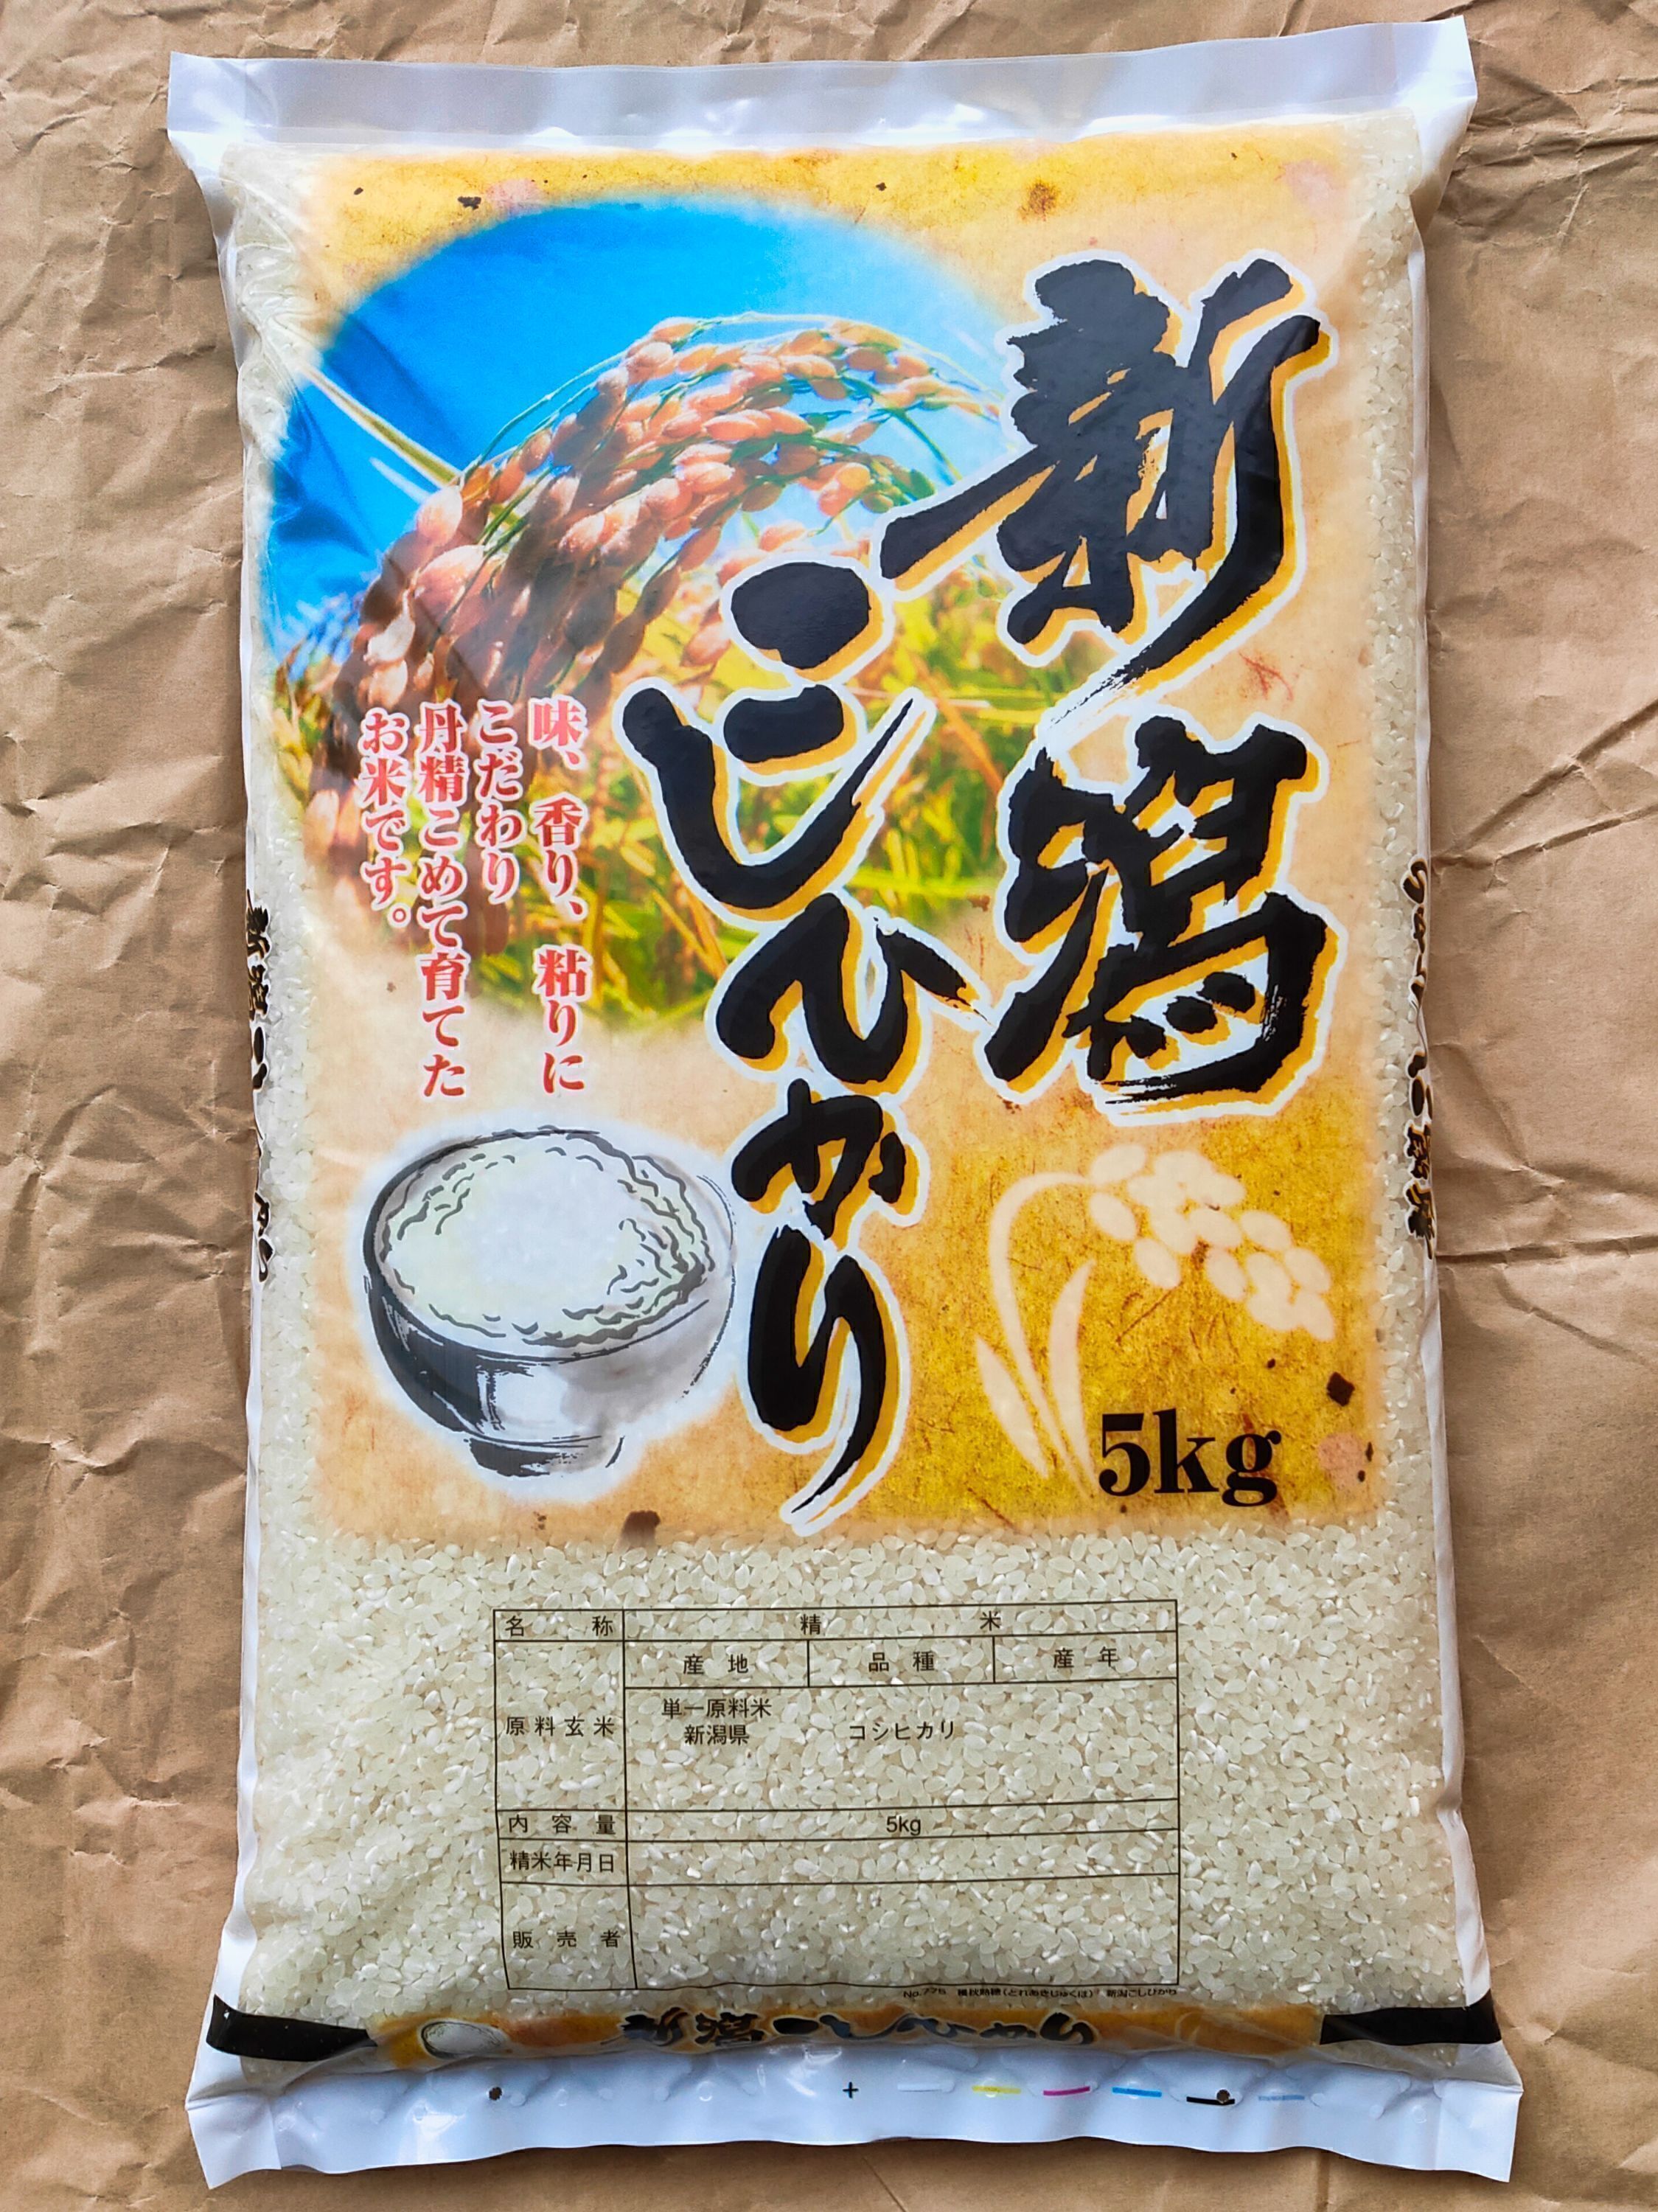 新潟
こしひかり
味、香り、粘りに
こだわり
丹精こめて育てた
お米です。
5kg
名称 精米
産地 品種 産年
原料玄米
単一原料米
新潟県 コシヒカリ
内容量 5kg
精米年月日
販売者
新潟こしひかり